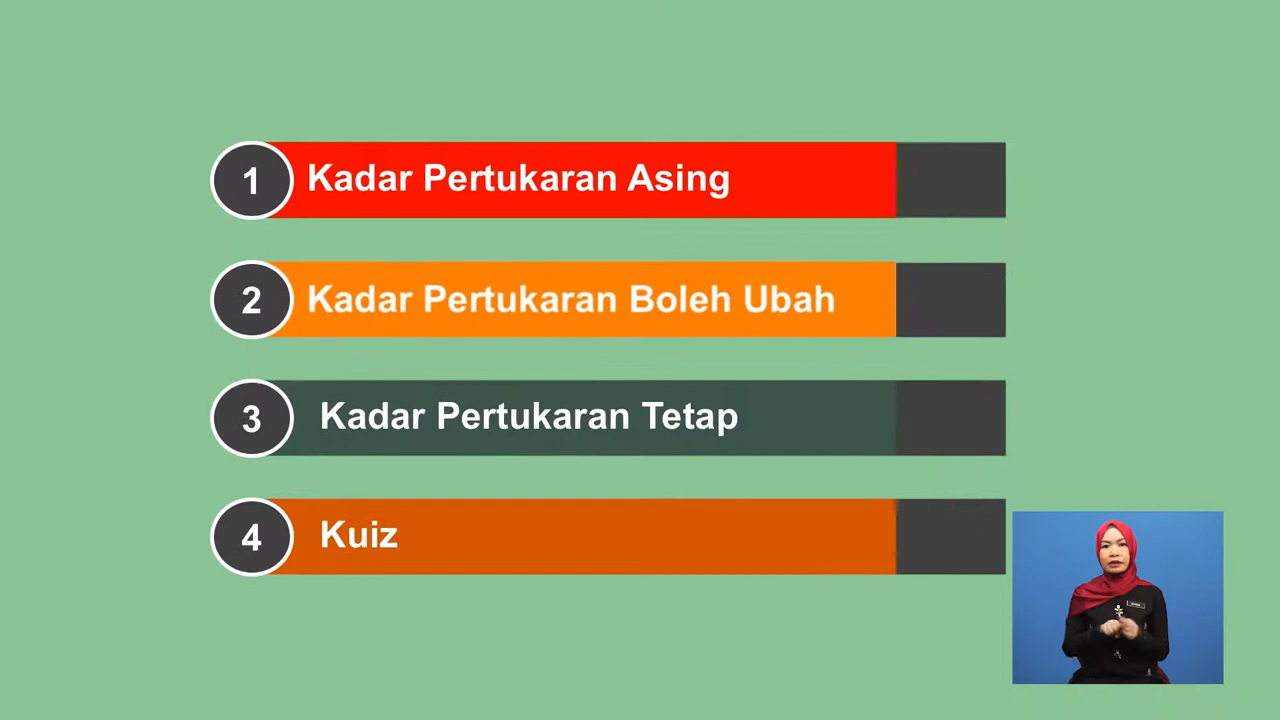 1 Kadar Pertukaran Asing
2 Kadar Pertukaran Boleh Ubah
3 Kadar Pertukaran Tetap
4 Kuiz